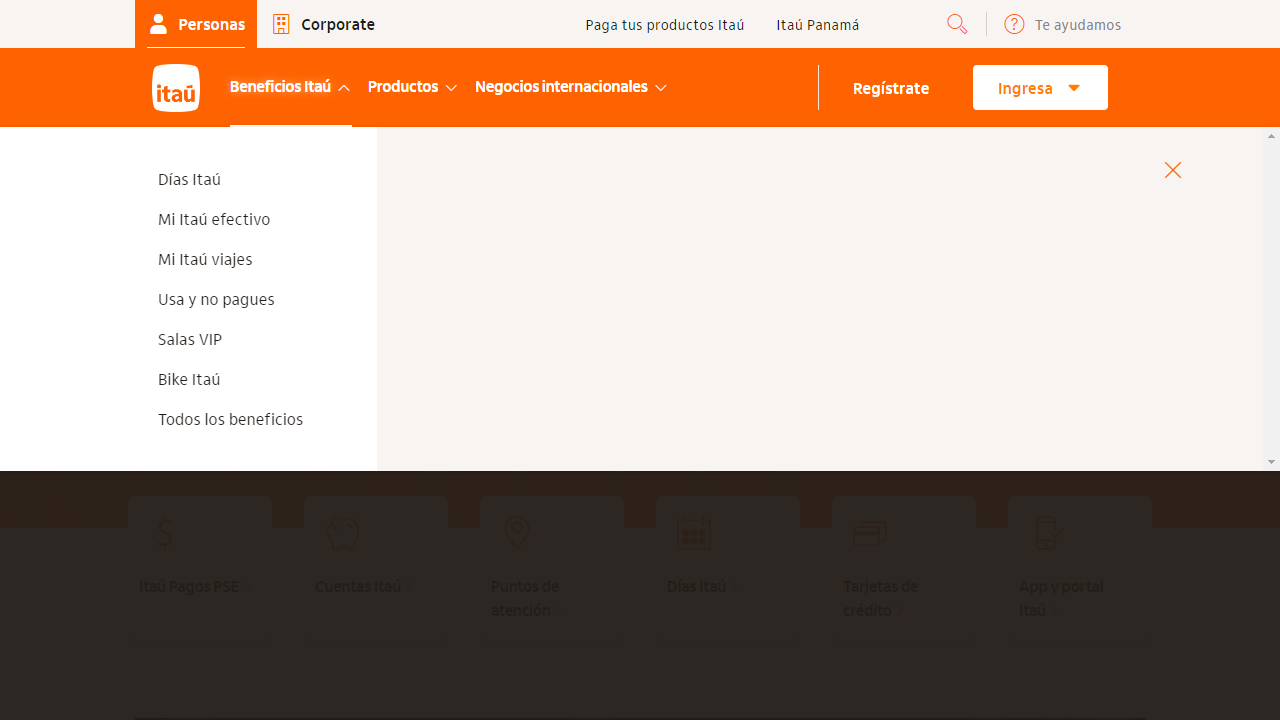 Personas
Corporate
Paga tus productos Itaú
Itaú Panamá
Te ayudamos
itaú
Beneficios Itaú
Productos
Negocios internacionales
Regístrate
Ingresa
Días Itaú
Mi Itaú efectivo
Mi Itaú viajes
Usa y no pagues
Salas VIP
Bike Itaú
Todos los beneficios
Itaú Pagos PSE
Cuentas Itaú
Puntos de
atención
Días Itaú
Tarjetas de
crédito
App y portal
Itaú